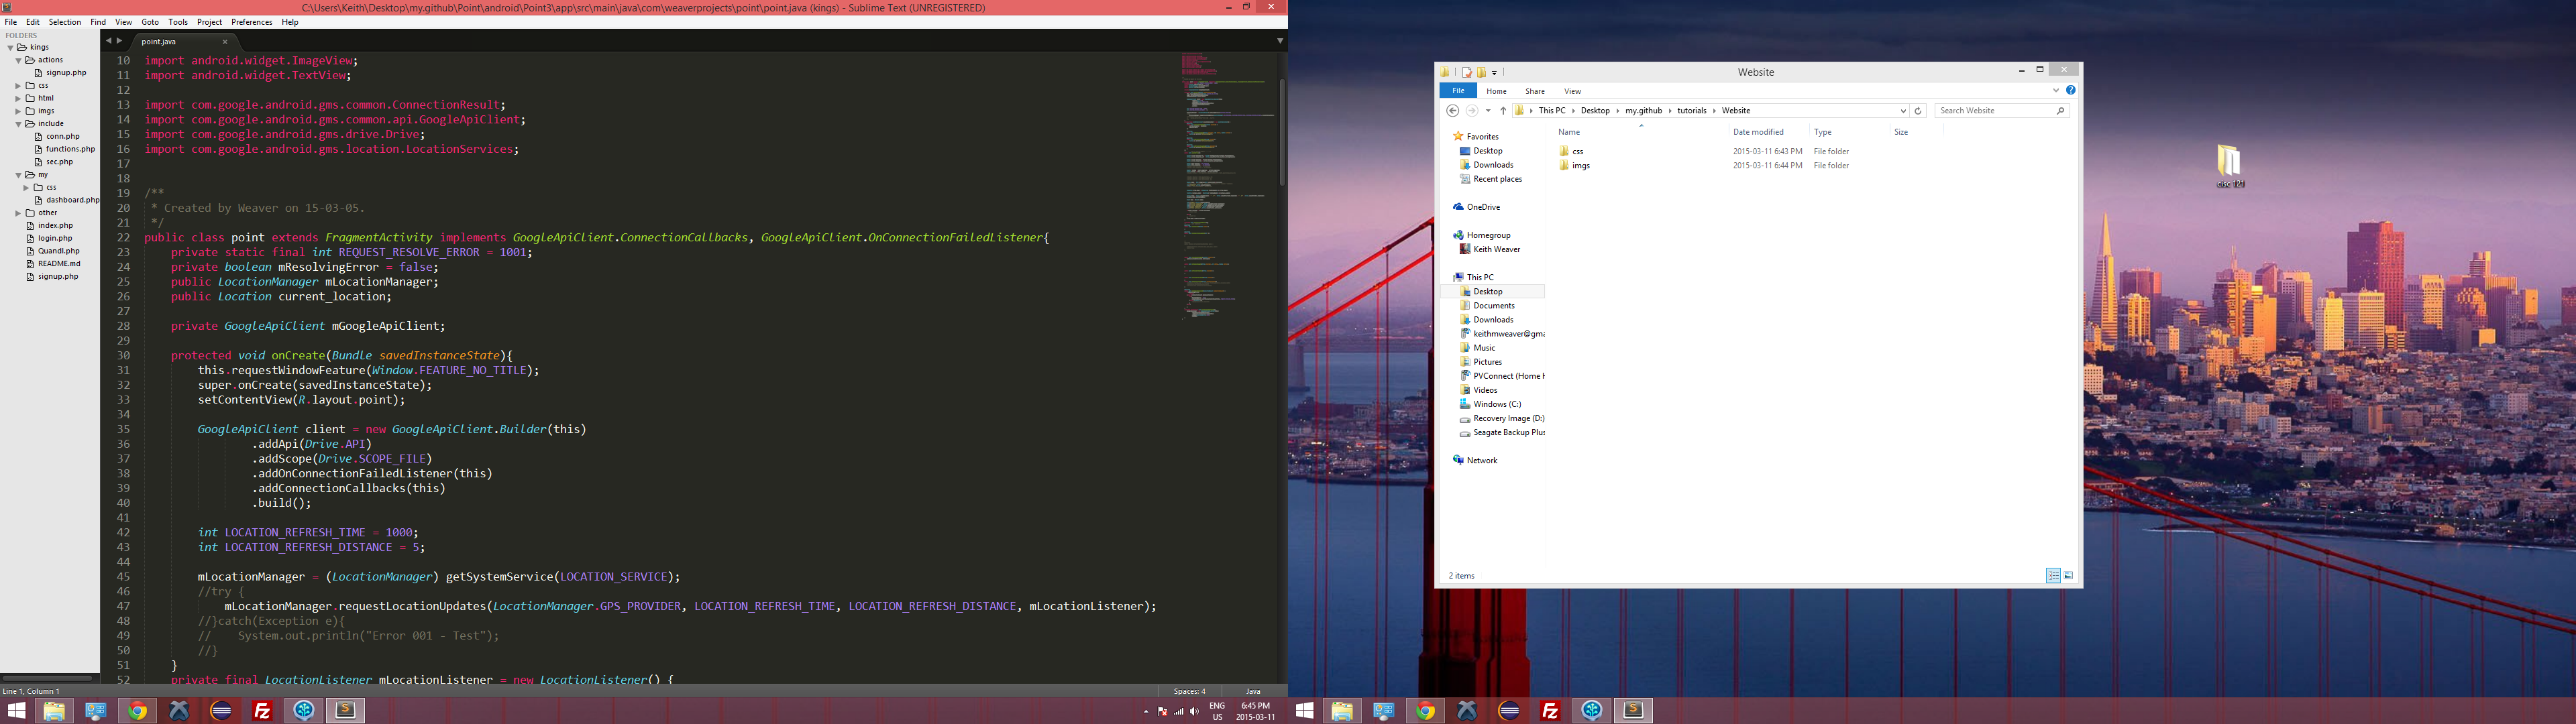 C:\Users\Keith\Desktop\my.github\Point\android\Point3\app\src\main\java\com\weaverprojects\point\point.java (kings) - Sublime Text (UNREGISTERED)
File Edit Selection Find View Goto Tools Project Preferences Help
FOLDERS
kings
actions
signup.php
css
html
imgs
include
conn.php
functions.php
sec.php
my
css
dashboard.php
other
index.php
login.php
Quandl.php
README.md
signup.php
point.java
10 import android.widget.ImageView;
11 import android.widget.TextView;
12
13 import com.google.android.gms.common.ConnectionResult;
14 import com.google.android.gms.common.api.GoogleApiClient;
15 import com.google.android.gms.drive.Drive;
16 import com.google.android.gms.location.LocationServices;
17
18
19 /**
20 * Created by Weaver on 15-03-05.
21 */
22 public class point extends FragmentActivity implements GoogleApiClient.ConnectionCallbacks, GoogleApiClient.OnConnectionFailedListener{
23 private static final int REQUEST_RESOLVE_ERROR = 1001;
24 private boolean mResolvingError = false;
25 public LocationManager mLocationManager;
26 public Location current_location;
27
28 private GoogleApiClient mGoogleApiClient;
29
30 protected void onCreate(Bundle savedInstanceState){
31 this.requestWindowFeature(Window.FEATURE_NO_TITLE);
32 super.onCreate(savedInstanceState);
33 setContentView(R.layout.point);
34
35 GoogleApiClient client = new GoogleApiClient.Builder(this)
36 .addApi(Drive.API)
37 .addScope(Drive.SCOPE_FILE)
38 .addOnConnectionFailedListener(this)
39 .addConnectionCallbacks(this)
40 .build();
41
42 int LOCATION_REFRESH_TIME = 1000;
43 int LOCATION_REFRESH_DISTANCE = 5;
44
45 mLocationManager = (LocationManager) getSystemService(LOCATION_SERVICE);
46 //try {
47 mLocationManager.requestLocationUpdates(LocationManager.GPS_PROVIDER, LOCATION_REFRESH_TIME, LOCATION_REFRESH_DISTANCE, mLocationListener);
48 //}catch(Exception e){
49 // System.out.println("Error 001 - Test");
50 //}
51 }
52 private final LocationListener mLocationListener = new LocationListener() {
Line 1, Column 1
Spaces: 4
Java
ENG
US
6:45 PM
2015-03-11
Website
File Home Share View
This PC Desktop my.github tutorials Website
Search Website
Name Date modified Type Size
css 2015-03-11 6:43 PM File folder
imgs 2015-03-11 6:44 PM File folder
Favorites
Desktop
Downloads
Recent places
OneDrive
Homegroup
Keith Weaver
This PC
Desktop
Documents
Downloads
keithmweaver@gma
Music
Pictures
PVConnect (Home H
Videos
Windows (C:)
Recovery Image (D:)
Seagate Backup Plus
Network
2 items
cisc 121